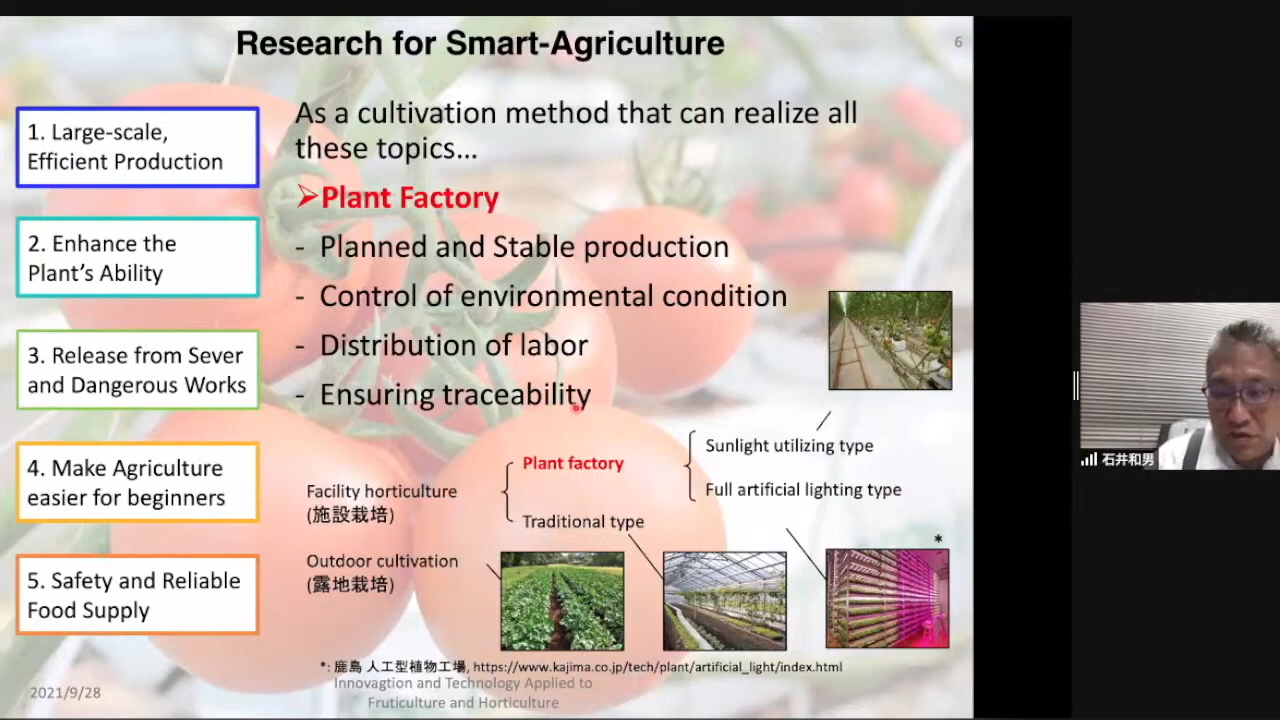 Research for Smart-Agriculture
6
1. Large-scale,
Efficient Production
2. Enhance the
Plant's Ability
3. Release from Sever
and Dangerous Works
4. Make Agriculture
easier for beginners
5. Safety and Reliable
Food Supply
As a cultivation method that can realize all
these topics...
➢Plant Factory
- Planned and Stable production
- Control of environmental condition
- Distribution of labor
- Ensuring traceability
Facility horticulture
(施設栽培)
Plant factory
Traditional type
Sunlight utilizing type
Full artificial lighting type
Outdoor cultivation
(露地栽培)
*
*: 鹿島 人工型植物工場, https://www.kajima.co.jp/tech/plant/artificial_light/index.html
2021/9/28
Innovagtion and Technology Applied to
Fruticulture and Horticulture
石井和男